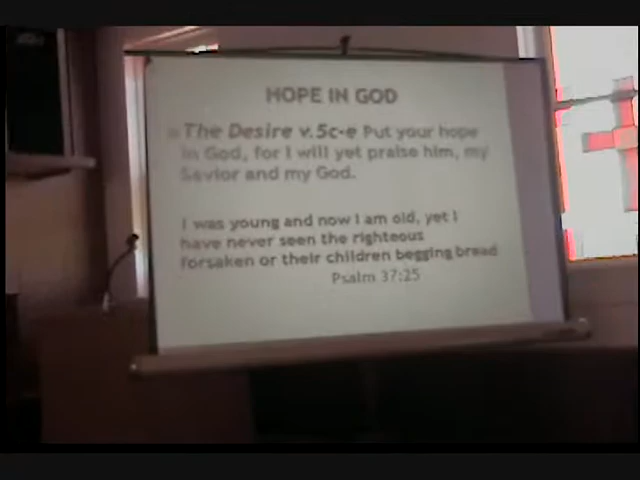 HOPE IN GOD
The Desire v.5c-e Put your hope
in God, for I will yet praise him, my
Savior and my God.
I was young and now I am old, yet I
have never seen the righteous
forsaken or their children begging bread
Psalm 37:25